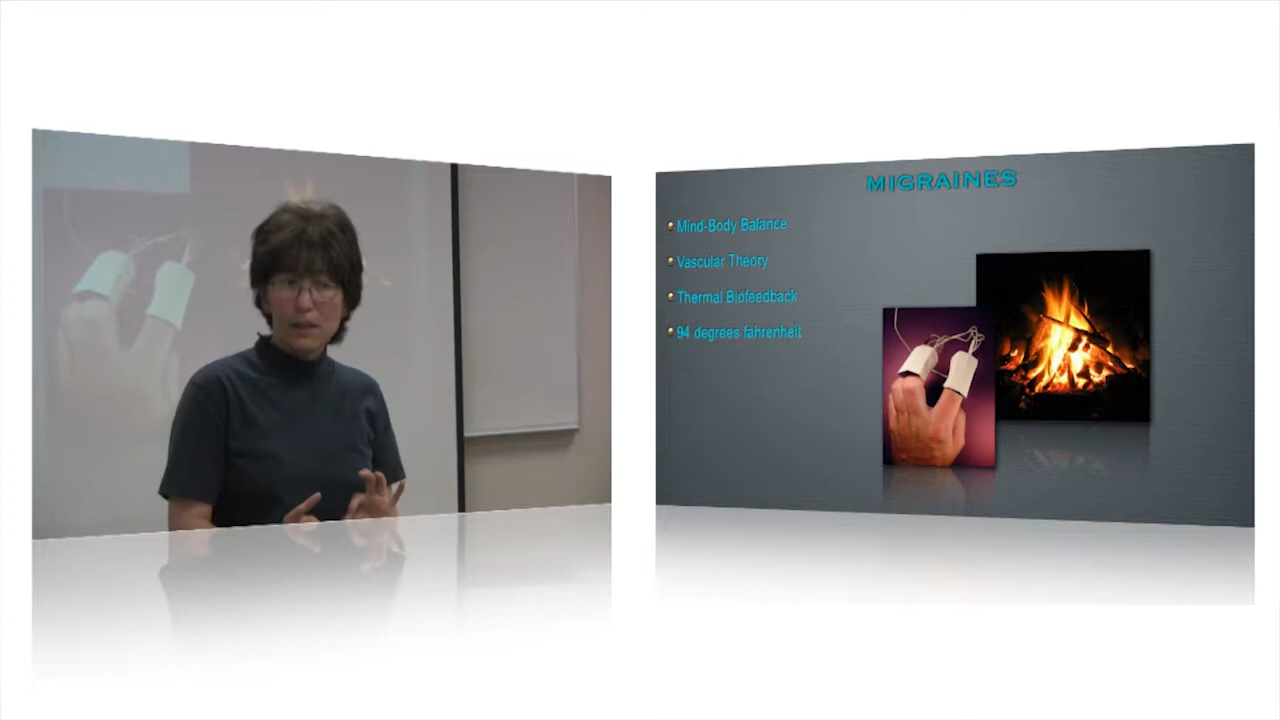 MIGRAINES
Mind-Body Balance
Vascular Theory
Thermal Biofeedback
94 degrees fahrenheit